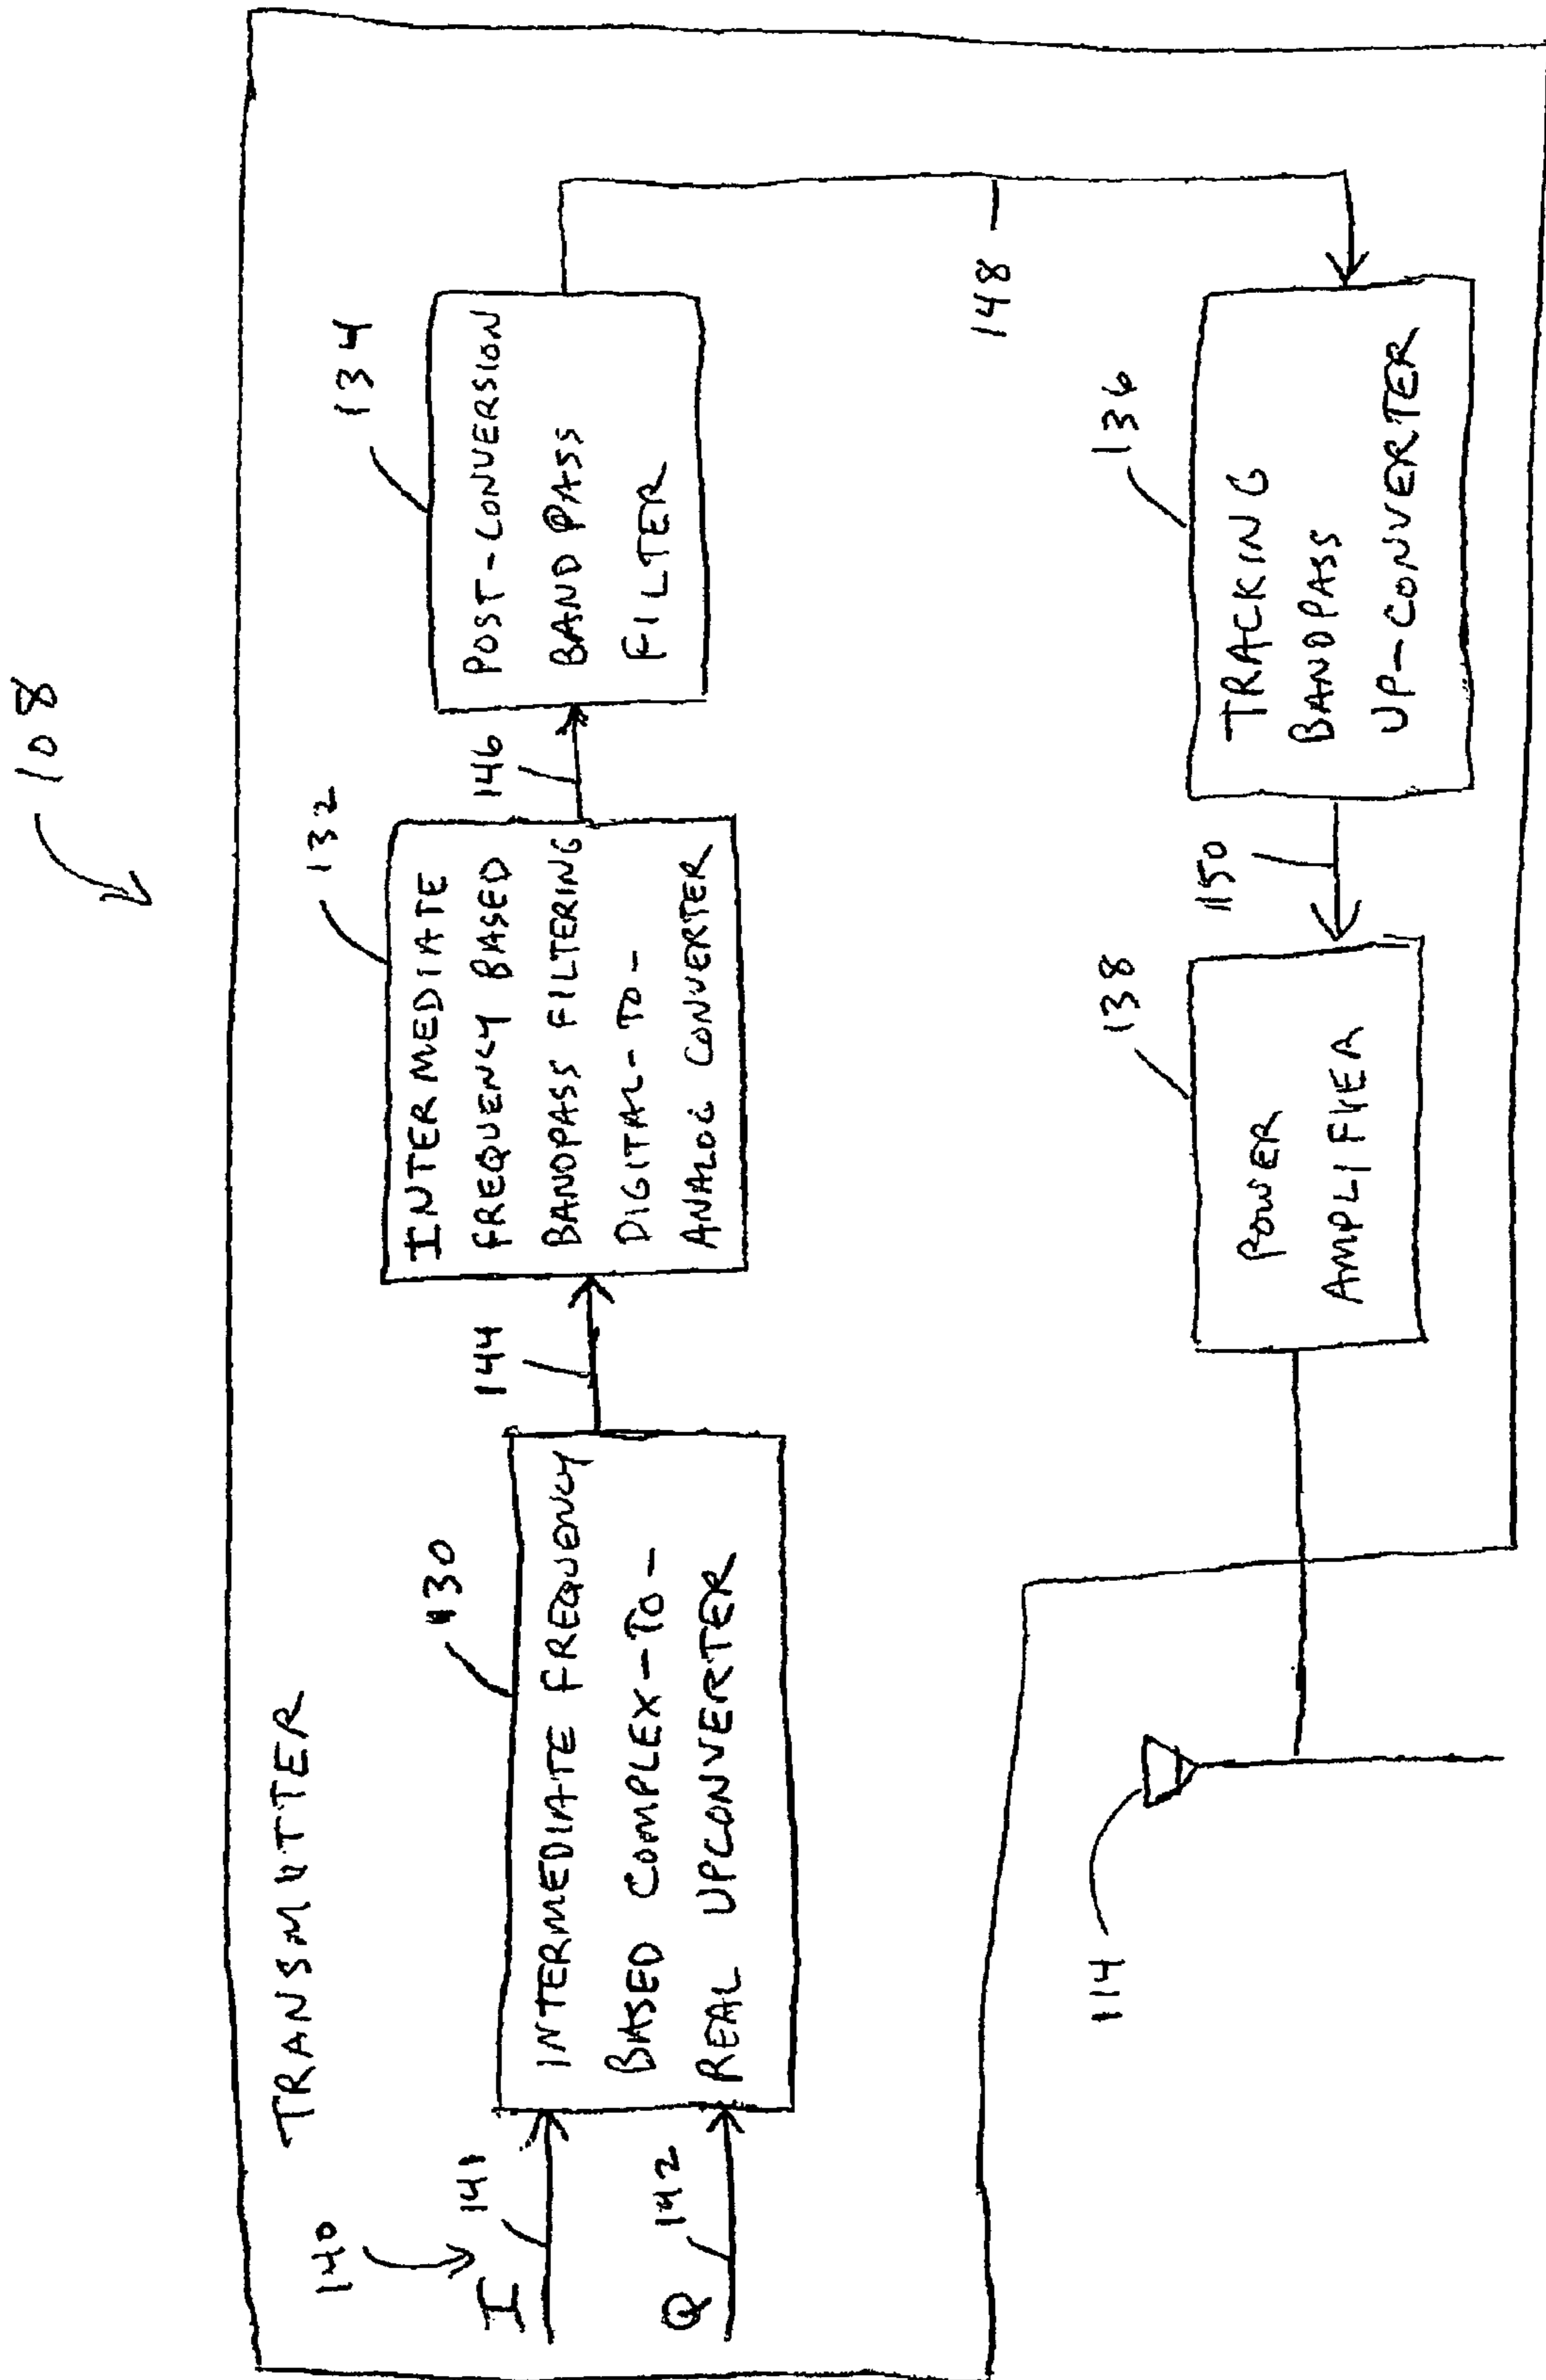 108
TRANSMITTER
140
I
141
Q
142
130
INTERMEDIATE FREQUENCY
BASED COMPLEX-TO-
REAL UPCONVERTER
144
132
INTERMEDIATE
FREQUENCY BASED
BANDPASS FILTERING
DIGITAL-TO-
ANALOG CONVERTER
146
134
POST-CONVERSION
BANDPASS
FILTER
148
114
138
POWER
AMPLIFIER
150
136
TRACKING
BANDPASS
UP-CONVERTER